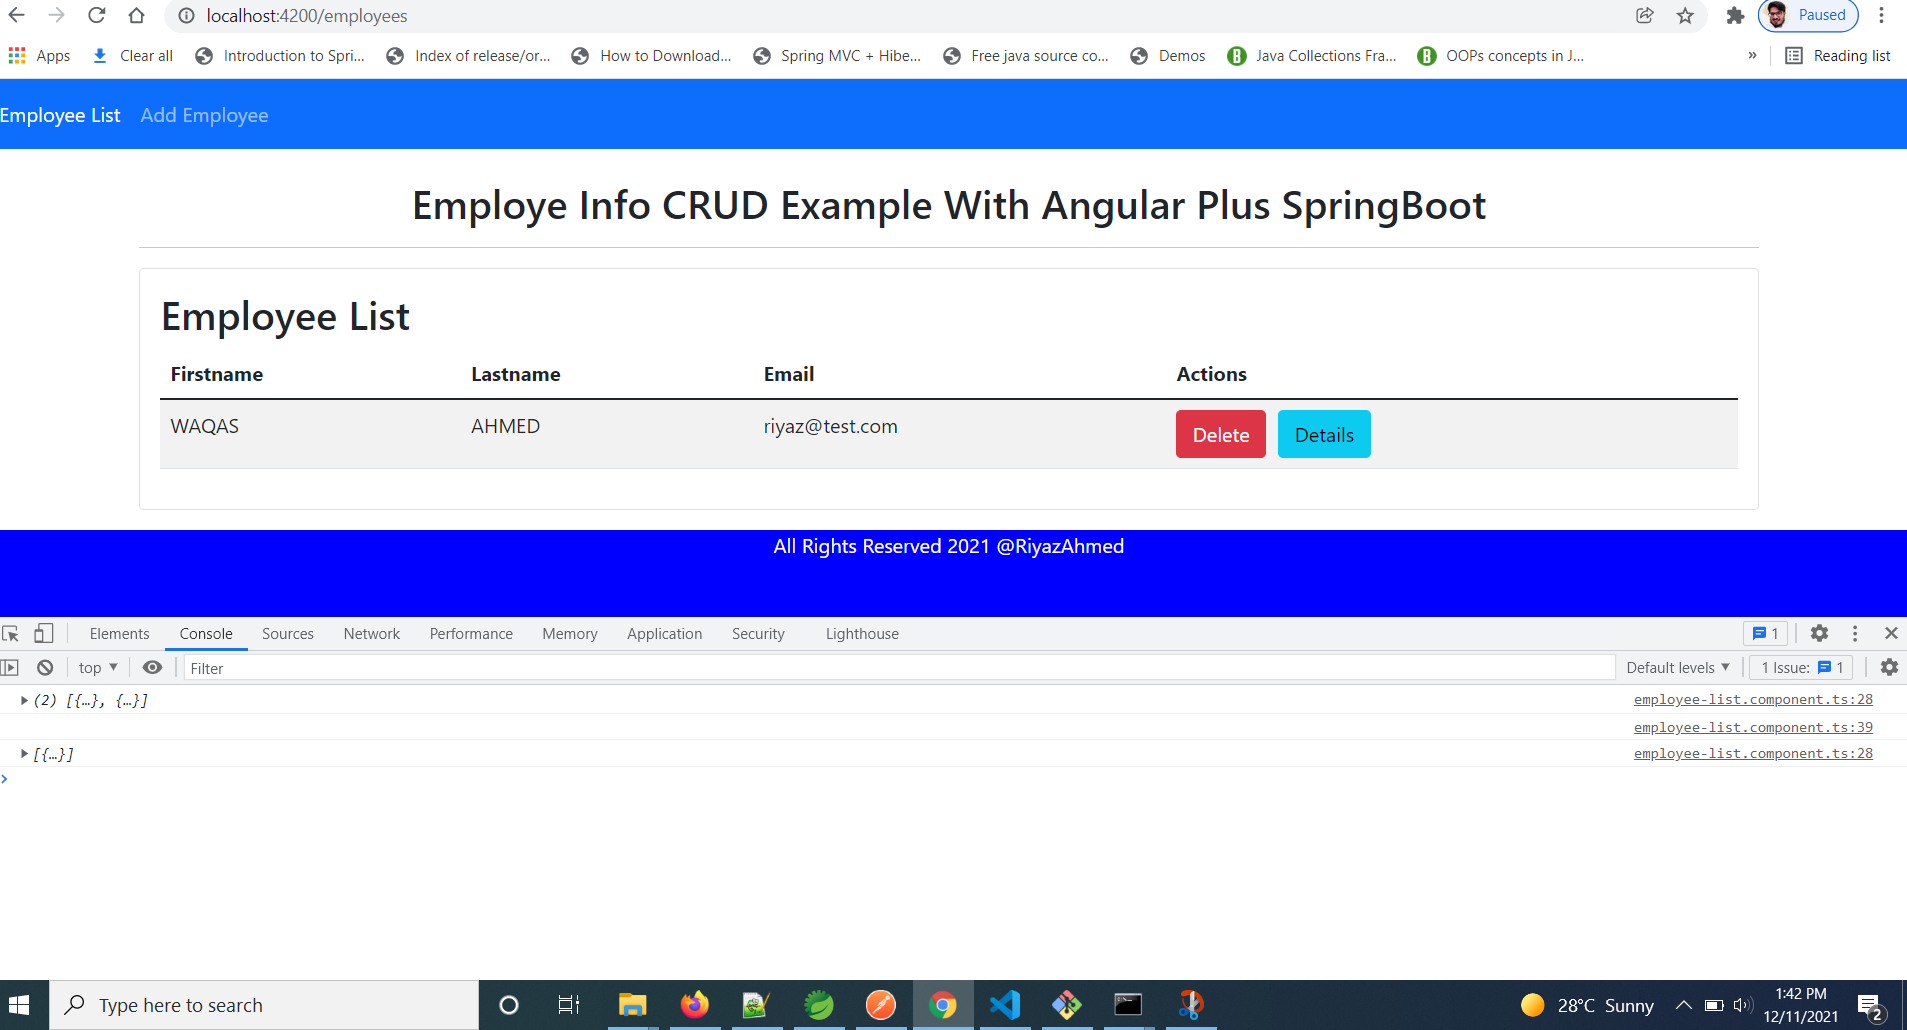 localhost:4200/employees
Paused
Apps Clear all Introduction to Spri... Index of release/or... How to Download... Spring MVC + Hibe... Free java source co... Demos Java Collections Fra... OOPs concepts in J... » Reading list
Employee List Add Employee
Employe Info CRUD Example With Angular Plus SpringBoot
Employee List
Firstname Lastname Email Actions
WAQAS AHMED riyaz@test.com Delete Details
All Rights Reserved 2021 @RiyazAhmed
Elements Console Sources Network Performance Memory Application Security Lighthouse 1
top Filter Default levels 1 Issue: 1
(2) [{…}, {…}] employee-list.component.ts:28
employee-list.component.ts:39
[{…}] employee-list.component.ts:28
Type here to search
28°C Sunny
1:42 PM
12/11/2021
2